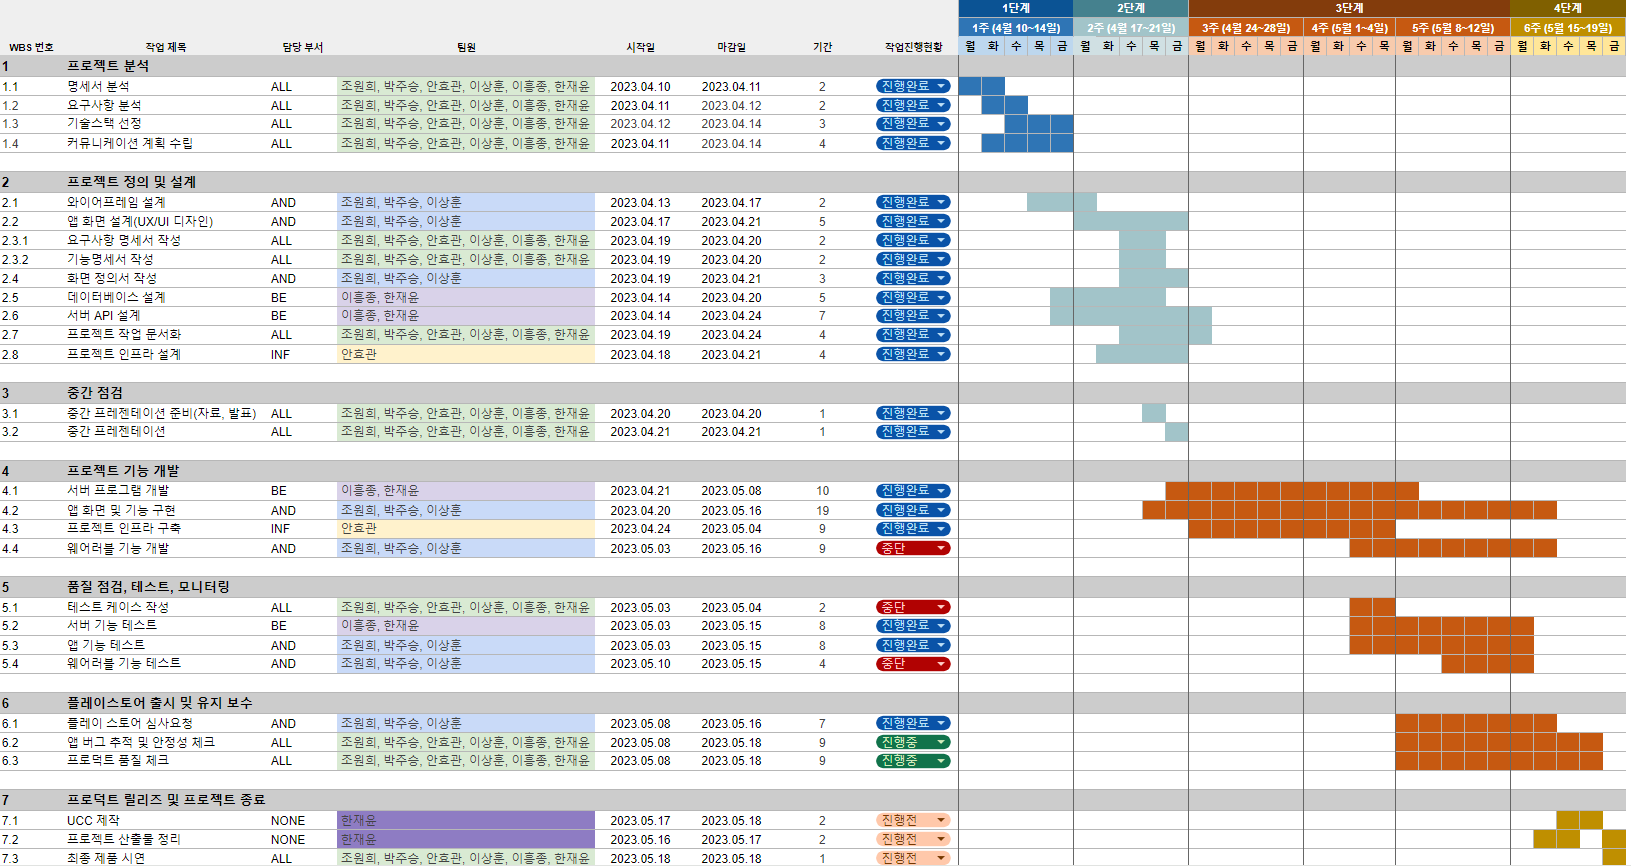 1단계 2단계 3단계 4단계
1주 (4월 10~14일) 2주 (4월 17~21일) 3주 (4월 24~28일) 4주 (5월 1~4일) 5주 (5월 8~12일) 6주 (5월 15~19일)
WBS 번호 작업 제목 담당 부서 팀원 시작일 마감일 기간 작업진행현황 월 화 수 목 금 월 화 수 목 금 월 화 수 목 금 월 화 수 목 월 화 수 목 금 월 화 수 목 금
1 프로젝트 분석
1.1 명세서 분석 ALL 조원희, 박주승, 안효관, 이상훈, 이흥종, 한재윤 2023.04.10 2023.04.11 2 진행완료
1.2 요구사항 분석 ALL 조원희, 박주승, 안효관, 이상훈, 이흥종, 한재윤 2023.04.11 2023.04.12 2 진행완료
1.3 기술스택 선정 ALL 조원희, 박주승, 안효관, 이상훈, 이흥종, 한재윤 2023.04.12 2023.04.14 3 진행완료
1.4 커뮤니케이션 계획 수립 ALL 조원희, 박주승, 안효관, 이상훈, 이흥종, 한재윤 2023.04.11 2023.04.14 4 진행완료
2 프로젝트 정의 및 설계
2.1 와이어프레임 설계 AND 조원희, 박주승, 이상훈 2023.04.13 2023.04.17 2 진행완료
2.2 앱 화면 설계(UX/UI 디자인) AND 조원희, 박주승, 이상훈 2023.04.17 2023.04.21 5 진행완료
2.3.1 요구사항 명세서 작성 ALL 조원희, 박주승, 안효관, 이상훈, 이흥종, 한재윤 2023.04.19 2023.04.20 2 진행완료
2.3.2 기능명세서 작성 ALL 조원희, 박주승, 안효관, 이상훈, 이흥종, 한재윤 2023.04.19 2023.04.20 2 진행완료
2.4 화면 정의서 작성 AND 조원희, 박주승, 이상훈 2023.04.19 2023.04.21 3 진행완료
2.5 데이터베이스 설계 BE 이흥종, 한재윤 2023.04.14 2023.04.20 5 진행완료
2.6 서버 API 설계 BE 이흥종, 한재윤 2023.04.14 2023.04.24 7 진행완료
2.7 프로젝트 작업 문서화 ALL 조원희, 박주승, 안효관, 이상훈, 이흥종, 한재윤 2023.04.19 2023.04.24 4 진행완료
2.8 프로젝트 인프라 설계 INF 안효관 2023.04.18 2023.04.21 4 진행완료
3 중간 점검
3.1 중간 프레젠테이션 준비(자료, 발표) ALL 조원희, 박주승, 안효관, 이상훈, 이흥종, 한재윤 2023.04.20 2023.04.20 1 진행완료
3.2 중간 프레젠테이션 ALL 조원희, 박주승, 안효관, 이상훈, 이흥종, 한재윤 2023.04.21 2023.04.21 1 진행완료
4 프로젝트 기능 개발
4.1 서버 프로그램 개발 BE 이흥종, 한재윤 2023.04.21 2023.05.08 10 진행완료
4.2 앱 화면 및 기능 구현 AND 조원희, 박주승, 이상훈 2023.04.20 2023.05.16 19 진행완료
4.3 프로젝트 인프라 구축 INF 안효관 2023.04.24 2023.05.04 9 진행완료
4.4 웨어러블 기능 개발 AND 조원희, 박주승, 이상훈 2023.05.03 2023.05.16 9 중단
5 품질 점검, 테스트, 모니터링
5.1 테스트 케이스 작성 ALL 조원희, 박주승, 안효관, 이상훈, 이흥종, 한재윤 2023.05.03 2023.05.04 2 중단
5.2 서버 기능 테스트 BE 이흥종, 한재윤 2023.05.03 2023.05.15 8 진행완료
5.3 앱 기능 테스트 AND 조원희, 박주승, 이상훈 2023.05.03 2023.05.15 8 진행완료
5.4 웨어러블 기능 테스트 AND 조원희, 박주승, 이상훈 2023.05.10 2023.05.15 4 중단
6 플레이스토어 출시 및 유지 보수
6.1 플레이 스토어 심사요청 AND 조원희, 박주승, 이상훈 2023.05.08 2023.05.16 7 진행완료
6.2 앱 버그 추적 및 안정성 체크 ALL 조원희, 박주승, 안효관, 이상훈, 이흥종, 한재윤 2023.05.08 2023.05.18 9 진행중
6.3 프로덕트 품질 체크 ALL 조원희, 박주승, 안효관, 이상훈, 이흥종, 한재윤 2023.05.08 2023.05.18 9 진행중
7 프로덕트 릴리즈 및 프로젝트 종료
7.1 UCC 제작 NONE 한재윤 2023.05.17 2023.05.18 2 진행전
7.2 프로젝트 산출물 정리 NONE 한재윤 2023.05.16 2023.05.17 2 진행전
7.3 최종 제품 시연 ALL 조원희, 박주승, 안효관, 이상훈, 이흥종, 한재윤 2023.05.18 2023.05.18 1 진행전